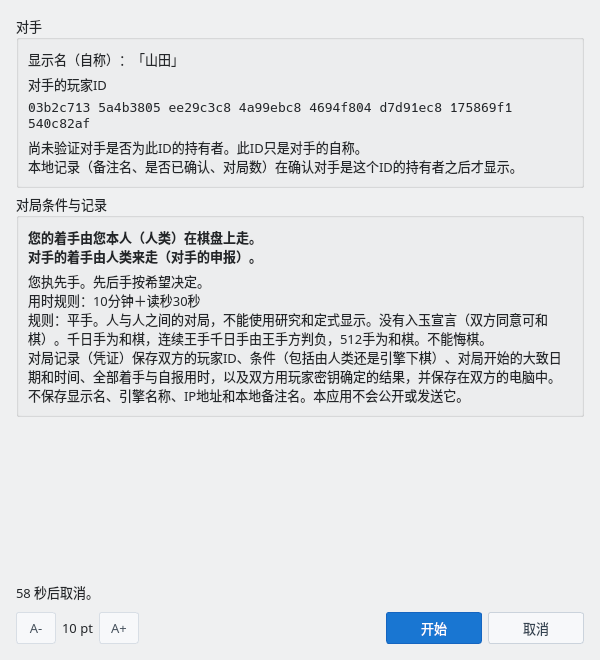 对手
显示名（自称）：「山田」
对手的玩家ID
03b2c713 5a4b3805 ee29c3c8 4a99ebc8 4694f804 d7d91ec8 175869f1
540c82af
尚未验证对手是否为此ID的持有者。此ID只是对手的自称。
本地记录（备注名、是否已确认、对局数）在确认对手是这个ID的持有者之后才显示。
对局条件与记录
您的着手由您本人（人类）在棋盘上走。
对手的着手由人类来走（对手的申报）。
您执先手。先后手按希望决定。
用时规则：10分钟＋读秒30秒
规则：平手。人与人之间的对局，不能使用研究和定式显示。没有入玉宣言（双方同意可和
棋）。千日手为和棋，连续王手千日手由王手方判负，512手为和棋。不能悔棋。
对局记录（凭证）保存双方的玩家ID、条件（包括由人类还是引擎下棋）、对局开始的大致日
期和时间、全部着手与自报用时，以及双方用玩家密钥确定的结果，并保存在双方的电脑中。
不保存显示名、引擎名称、IP地址和本地备注名。本应用不会公开或发送它。
58 秒后取消。
A- 10 pt A+ 开始 取消